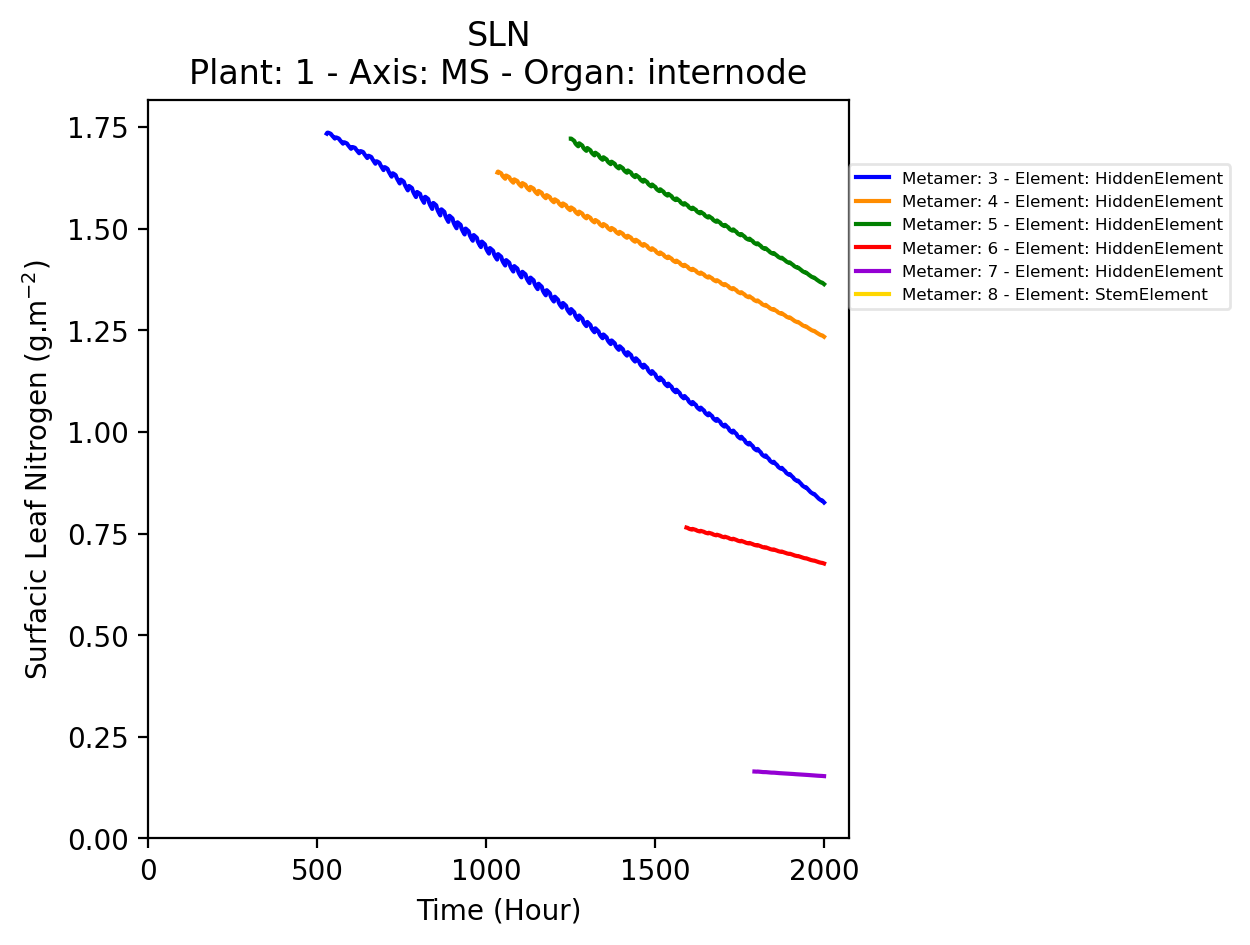 SLN
Plant: 1 - Axis: MS - Organ: internode
Surfacic Leaf Nitrogen (g.m⁻²)
1.75
1.50
1.25
1.00
0.75
0.50
0.25
0.00
0 500 1000 1500 2000
Time (Hour)
Metamer: 3 - Element: HiddenElement
Metamer: 4 - Element: HiddenElement
Metamer: 5 - Element: HiddenElement
Metamer: 6 - Element: HiddenElement
Metamer: 7 - Element: HiddenElement
Metamer: 8 - Element: StemElement